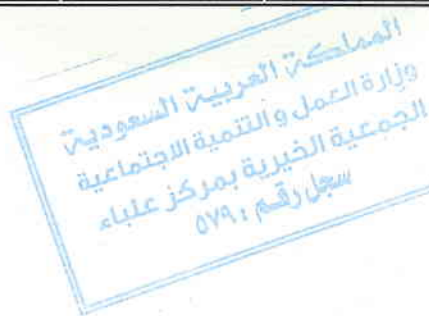 المملكة العربية السعودية
وزارة العمل والتنمية الاجتماعية
الجمعية الخيرية بمركز علباء
سجل رقم : ٥٧٩